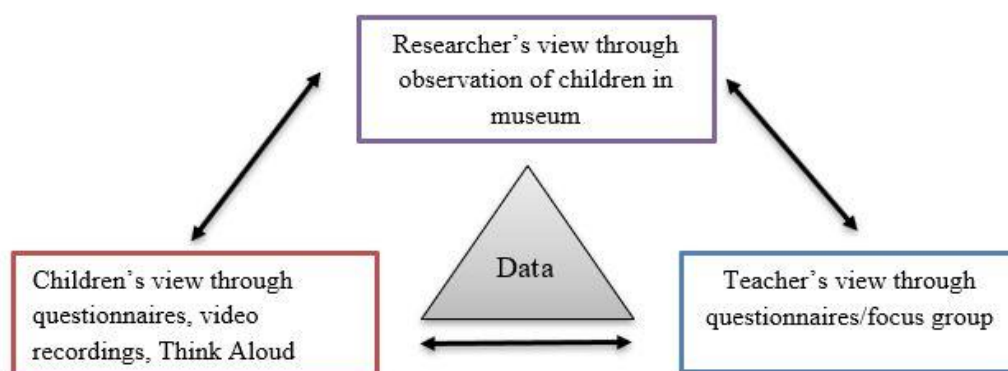 Researcher’s view through
observation of children in
museum
Data
Children’s view through
questionnaires, video
recordings, Think Aloud
Teacher’s view through
questionnaires/focus group